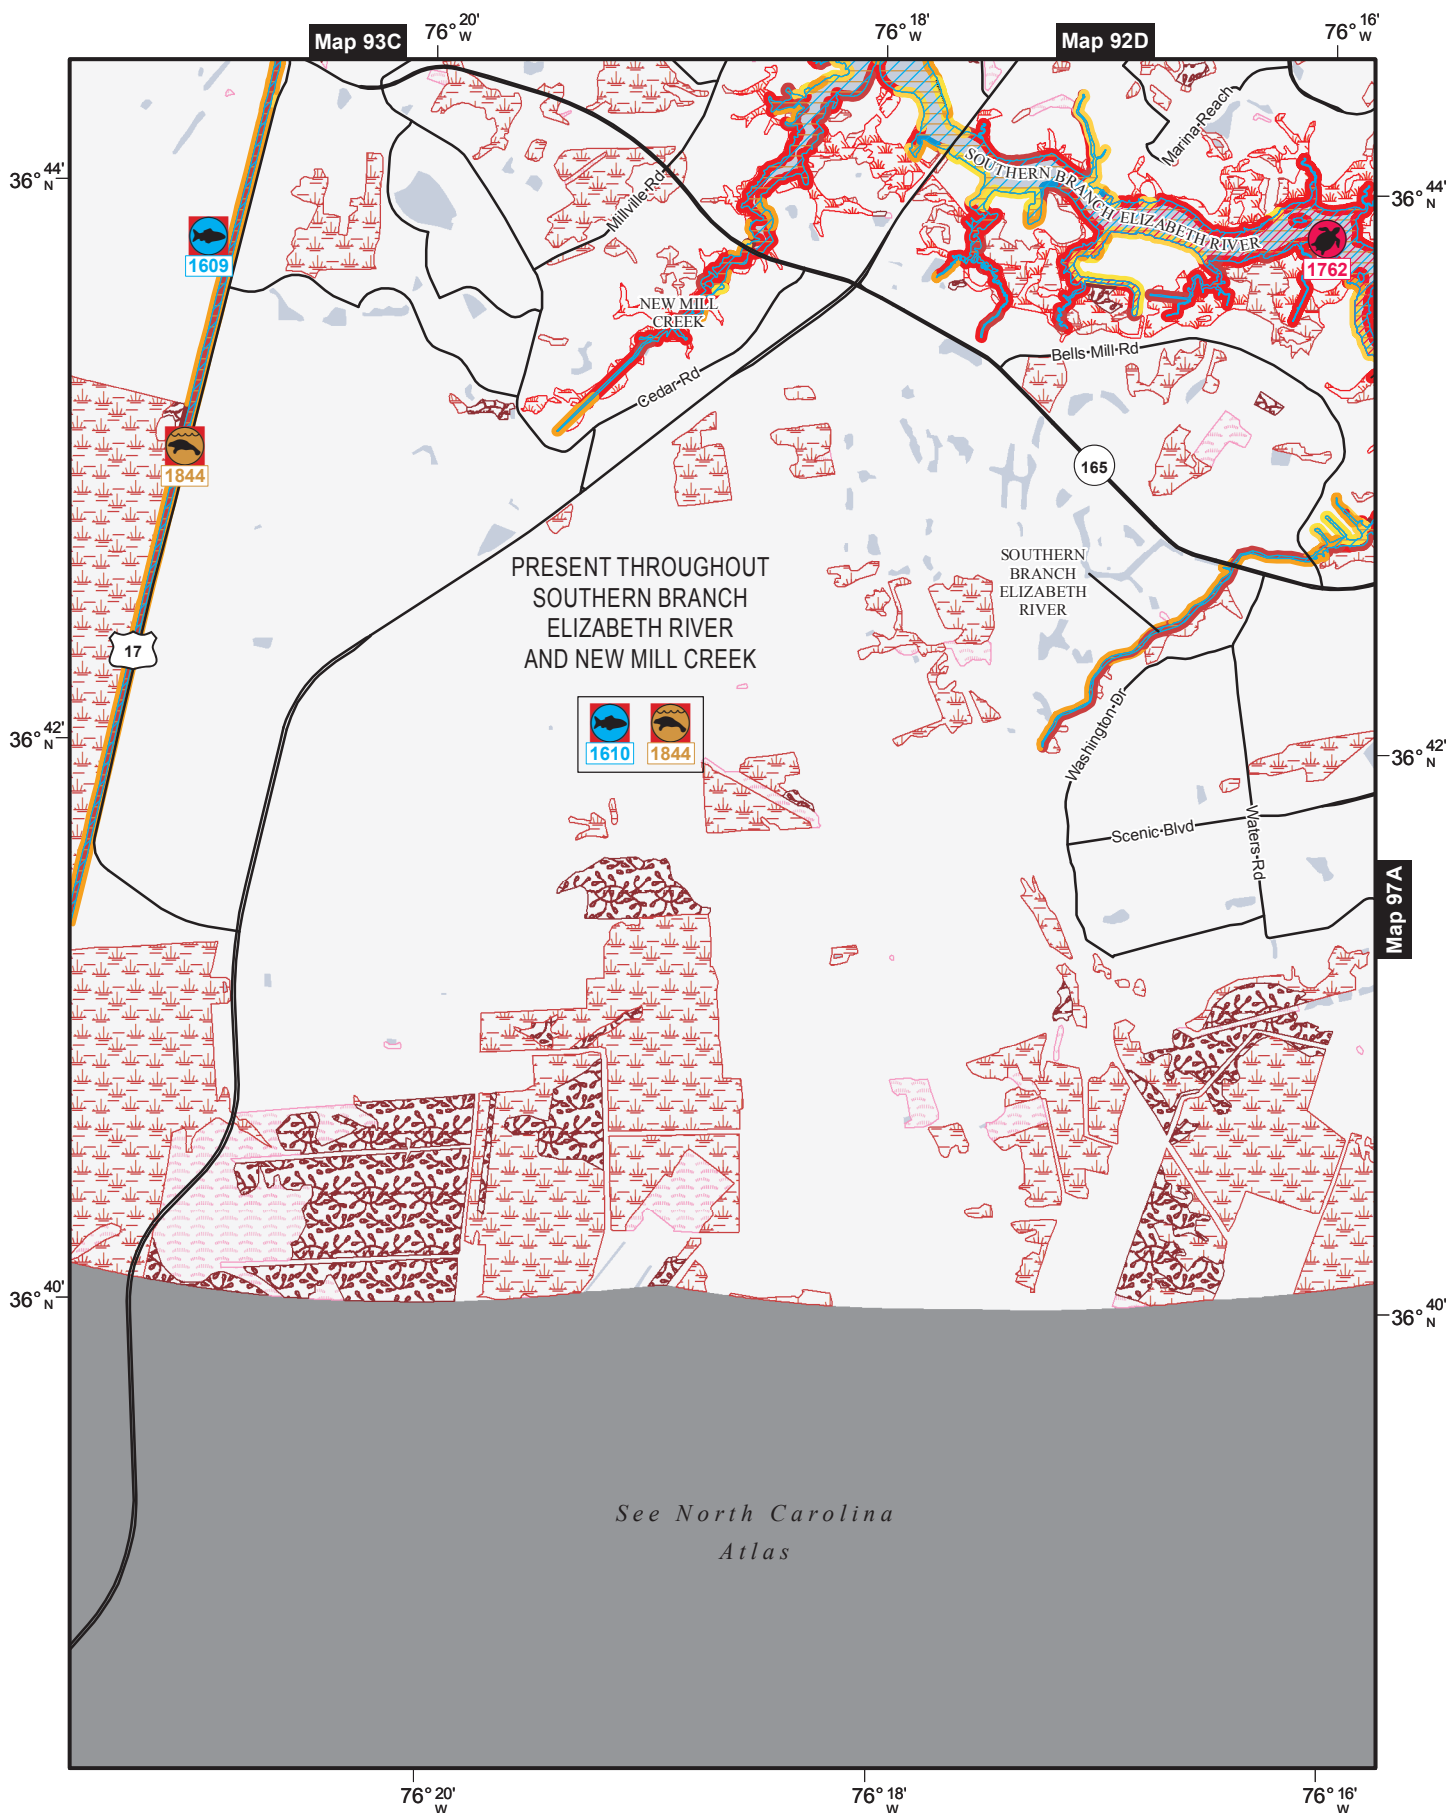 76° 20' W
76° 18' W
76° 16' W
Map 93C
Map 92D
Marina Reach
36° 44' N
36° 44' N
SOUTHERN BRANCH ELIZABETH RIVER
Millville Rd
1609
1762
NEW MILL
CREEK
Bells Mill Rd
Cedar Rd
165
1844
PRESENT THROUGHOUT
SOUTHERN BRANCH
ELIZABETH RIVER
AND NEW MILL CREEK
SOUTHERN
BRANCH
ELIZABETH
RIVER
17
1610
1844
36° 42' N
36° 42' N
Washington Dr
Scenic Blvd
Waters Rd
Map 97A
36° 40' N
36° 40' N
See North Carolina
Atlas
76° 20' W
76° 18' W
76° 16' W